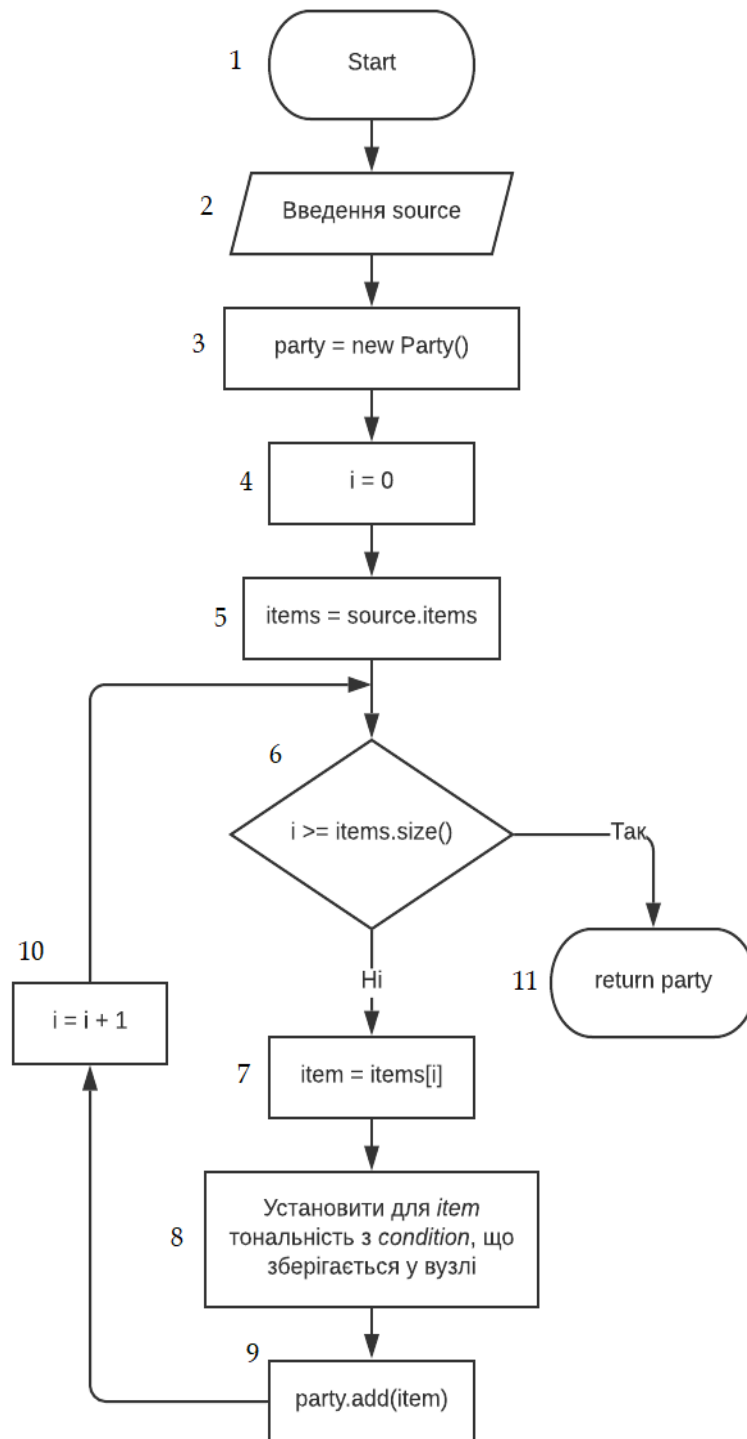 1
Start
2
Введення source
3
party = new Party()
4
i = 0
5
items = source.items
6
i >= items.size()
Так
Ні
10
i = i + 1
11
return party
7
item = items[i]
8
Установити для item
тональність з condition, що
зберігається у вузлі
9
party.add(item)